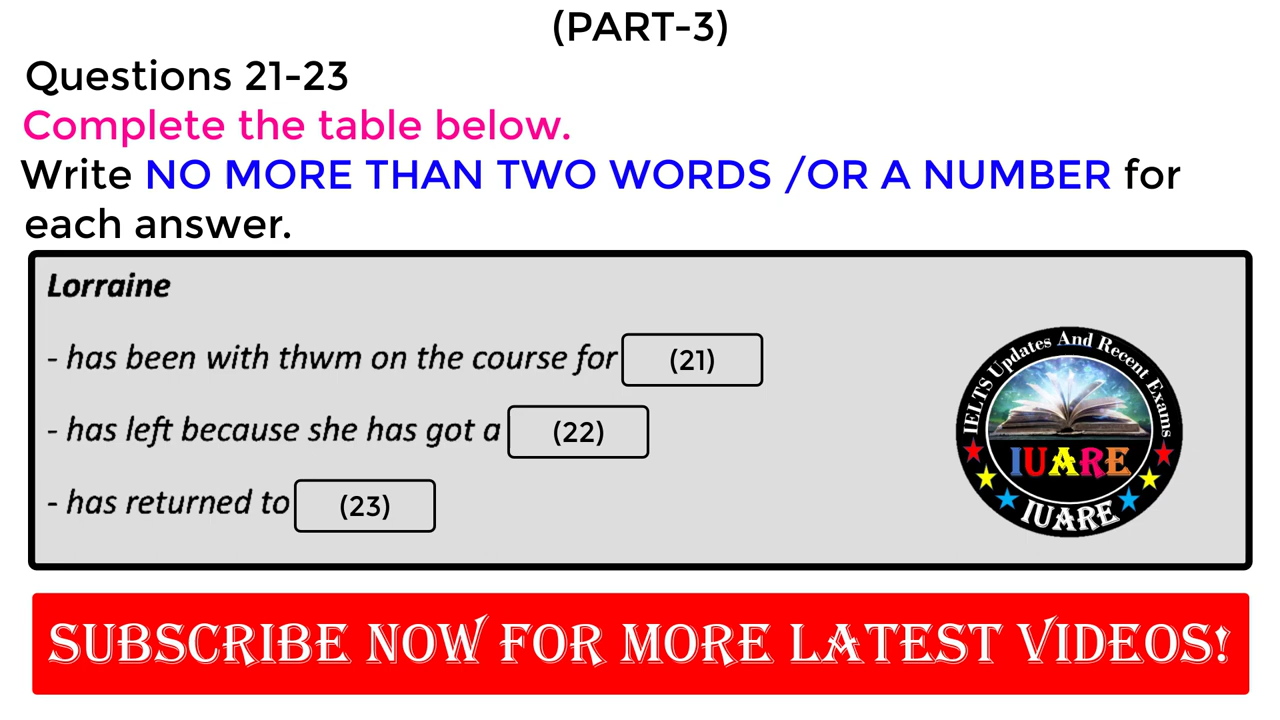 (PART-3)
Questions 21-23
Complete the table below.
Write NO MORE THAN TWO WORDS /OR A NUMBER for
each answer.
Lorraine
- has been with thwm on the course for (21)
- has left because she has got a (22)
- has returned to (23)
IELTS Updates And Recent Exams
IUARE
IUARE
SUBSCRIBE NOW FOR MORE LATEST VIDEOS!